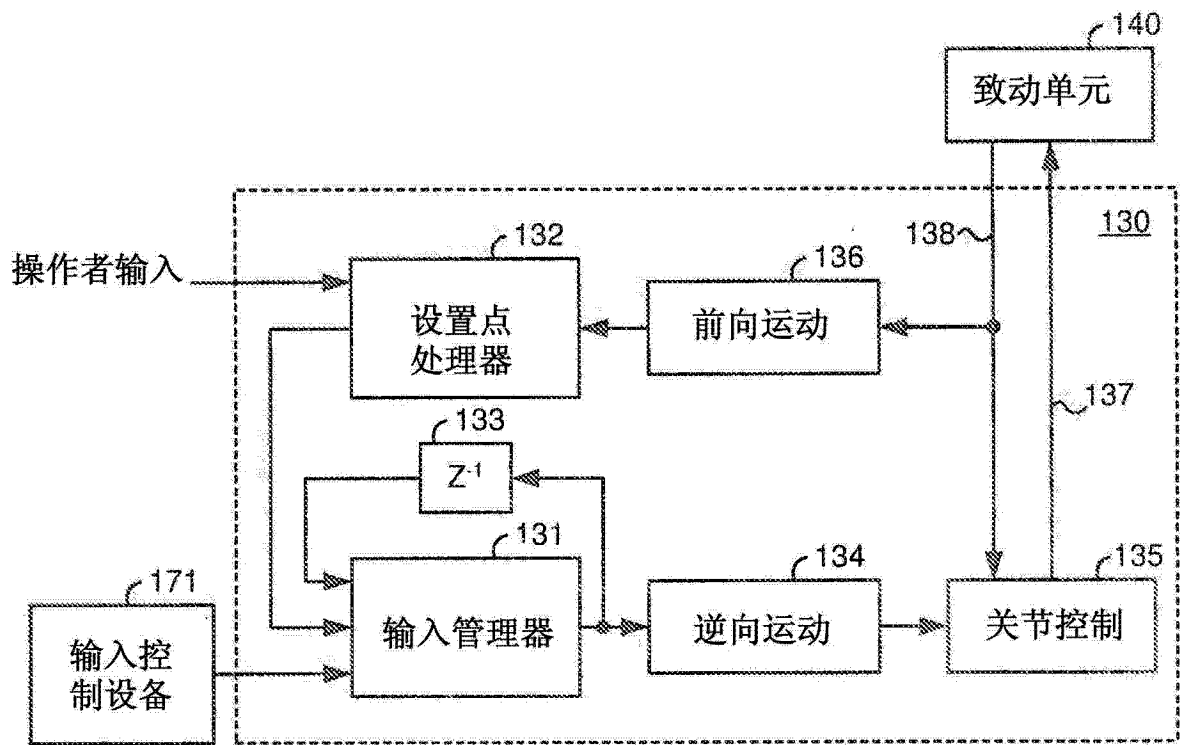 140
致动单元
130
138
132
136
操作者输入
设置点
处理器
前向运动
137
133
Z-1
131
134
135
171
输入管理器
逆向运动
关节控制
输入控
制设备